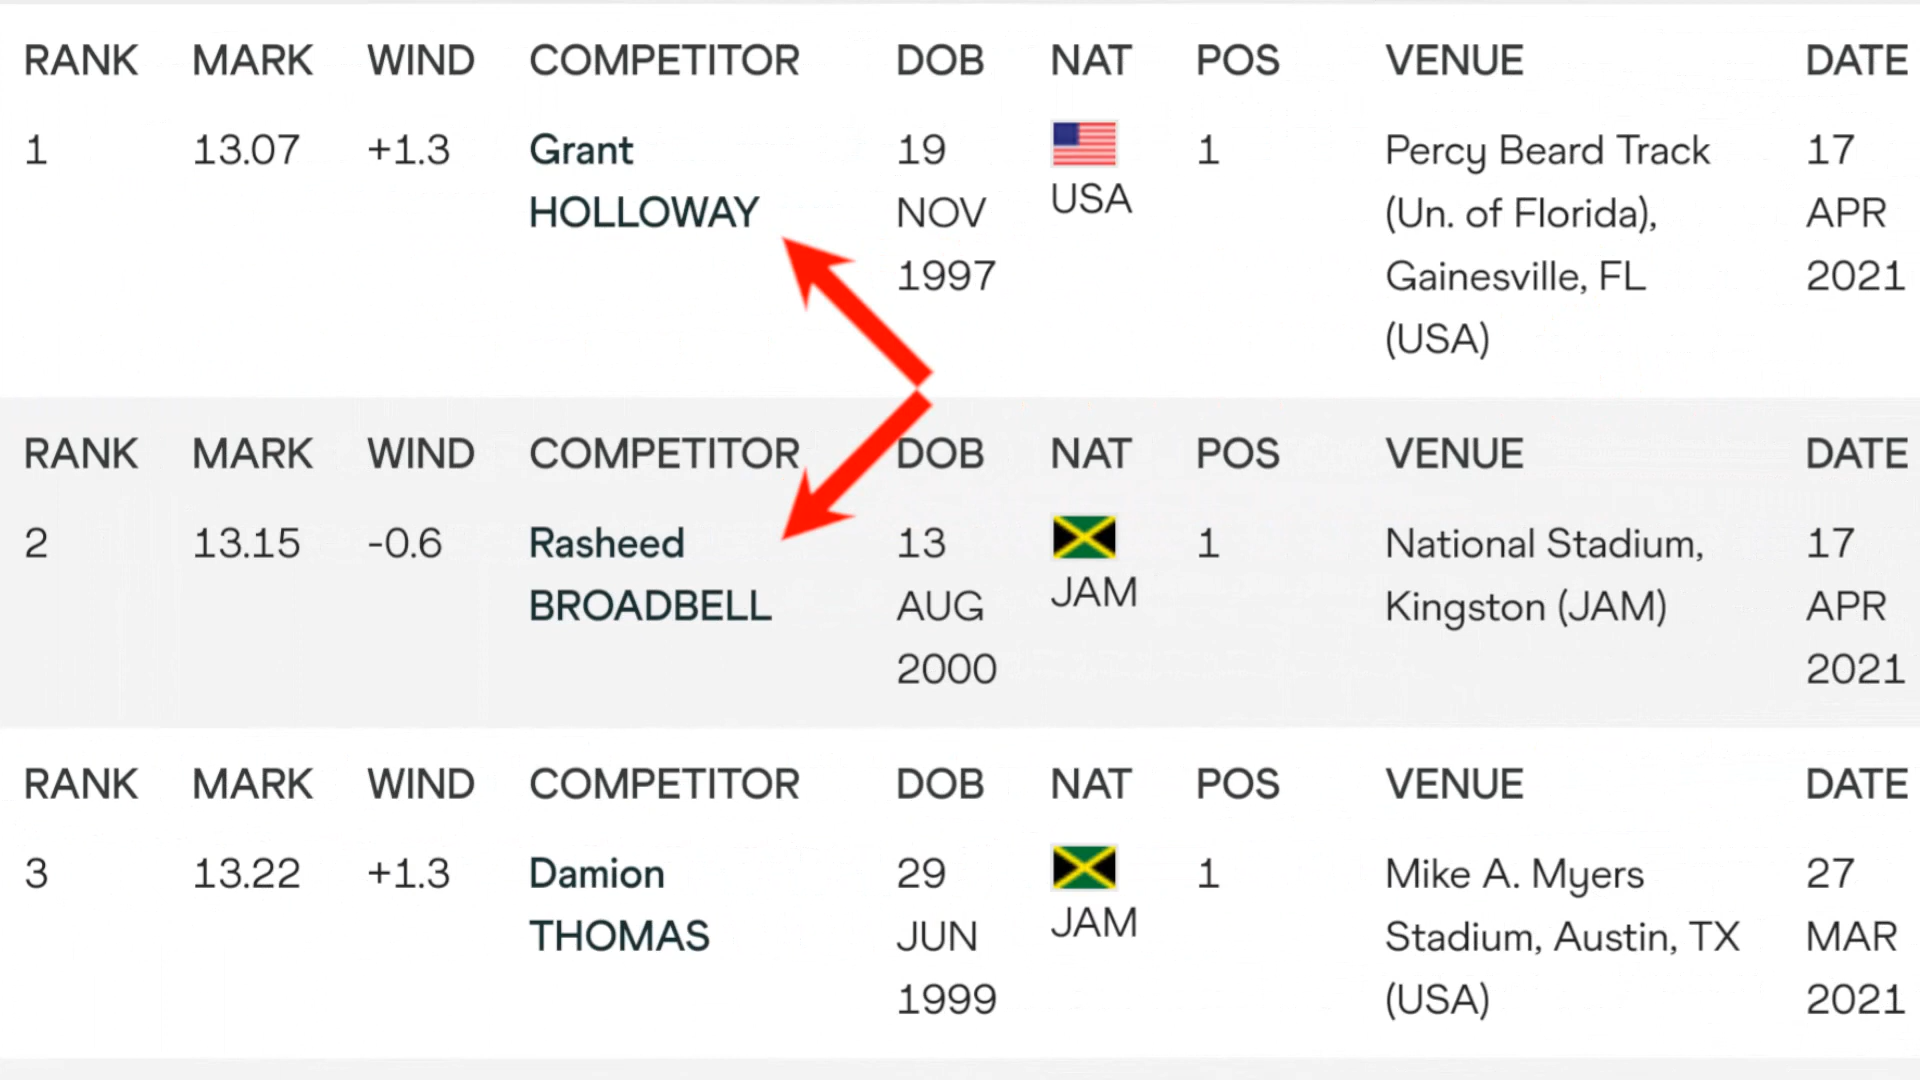 RANK MARK WIND COMPETITOR DOB NAT POS VENUE DATE
1 13.07 +1.3 Grant 19 USA 1 Percy Beard Track 17
HOLLOWAY NOV (Un. of Florida), APR
1997 Gainesville, FL 2021
(USA)
RANK MARK WIND COMPETITOR DOB NAT POS VENUE DATE
2 13.15 -0.6 Rasheed 13 JAM 1 National Stadium, 17
BROADBELL AUG Kingston (JAM) APR
2000 2021
RANK MARK WIND COMPETITOR DOB NAT POS VENUE DATE
3 13.22 +1.3 Damion 29 JAM 1 Mike A. Myers 27
THOMAS JUN Stadium, Austin, TX MAR
1999 (USA) 2021